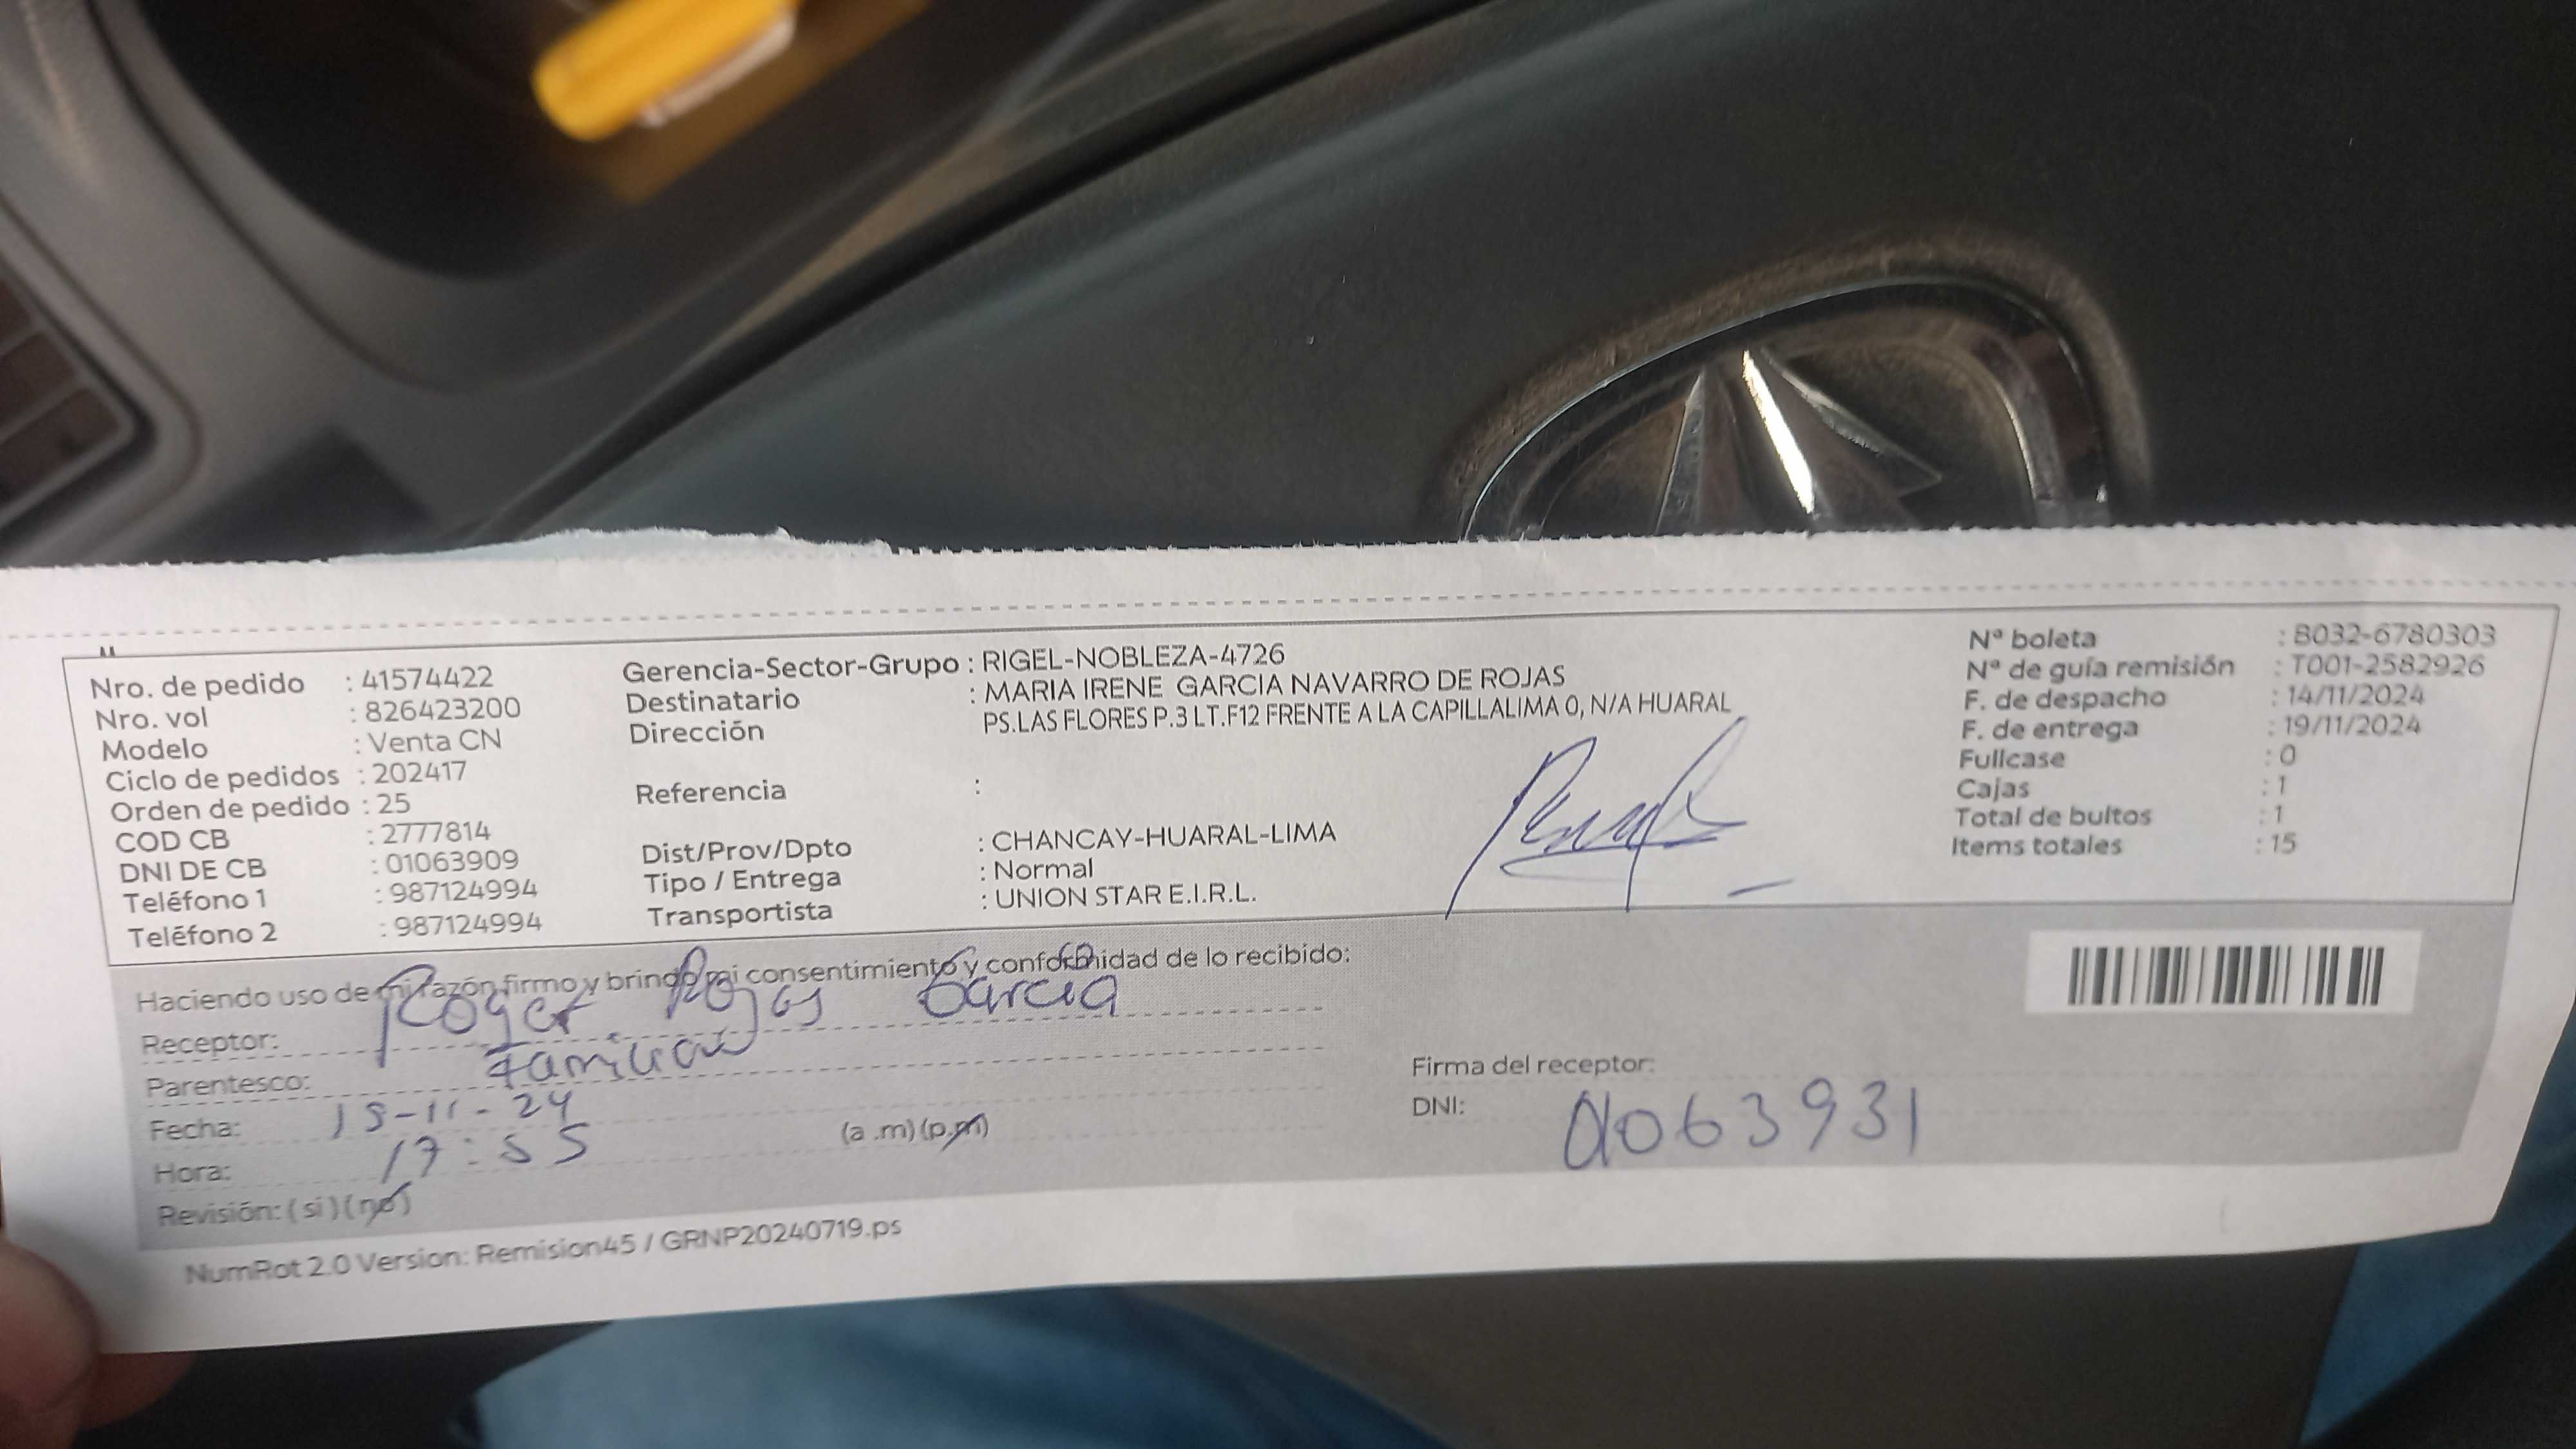 Nro. de pedido : 41574422
Nro. vol : 826423200
Modelo : Venta CN
Ciclo de pedidos : 202417
Orden de pedido : 25
COD CB : 2777814
DNI DE CB : 01063909
Teléfono 1 : 987124994
Teléfono 2 : 987124994
Gerencia-Sector-Grupo : RIGEL-NOBLEZA-4726
Destinatario : MARIA IRENE GARCIA NAVARRO DE ROJAS
Dirección PS.LAS FLORES P.3 LT.F12 FRENTE A LA CAPILLALIMA 0, N/A HUARAL
Referencia :
Dist/Prov/Dpto : CHANCAY-HUARAL-LIMA
Tipo / Entrega : Normal
Transportista : UNION STAR E.I.R.L.
Nª boleta : B032-6780303
Nª de guía remisión : T001-2582926
F. de despacho : 14/11/2024
F. de entrega : 19/11/2024
Fullcase : 0
Cajas : 1
Total de bultos : 1
Items totales : 15
Haciendo uso de mi razón firmo y brindo mi consentimiento y conformidad de lo recibido:
Receptor: Roger Rojas Garcia
Parentesco: Familiar
Fecha: -11-24
Hora: 17:55 (a .m) (p.m)
Revisión: ( si ) ( no )
Firma del receptor:
DNI: 01063931
NumRot 2.0 Version: Remision45 / GRNP20240719.ps